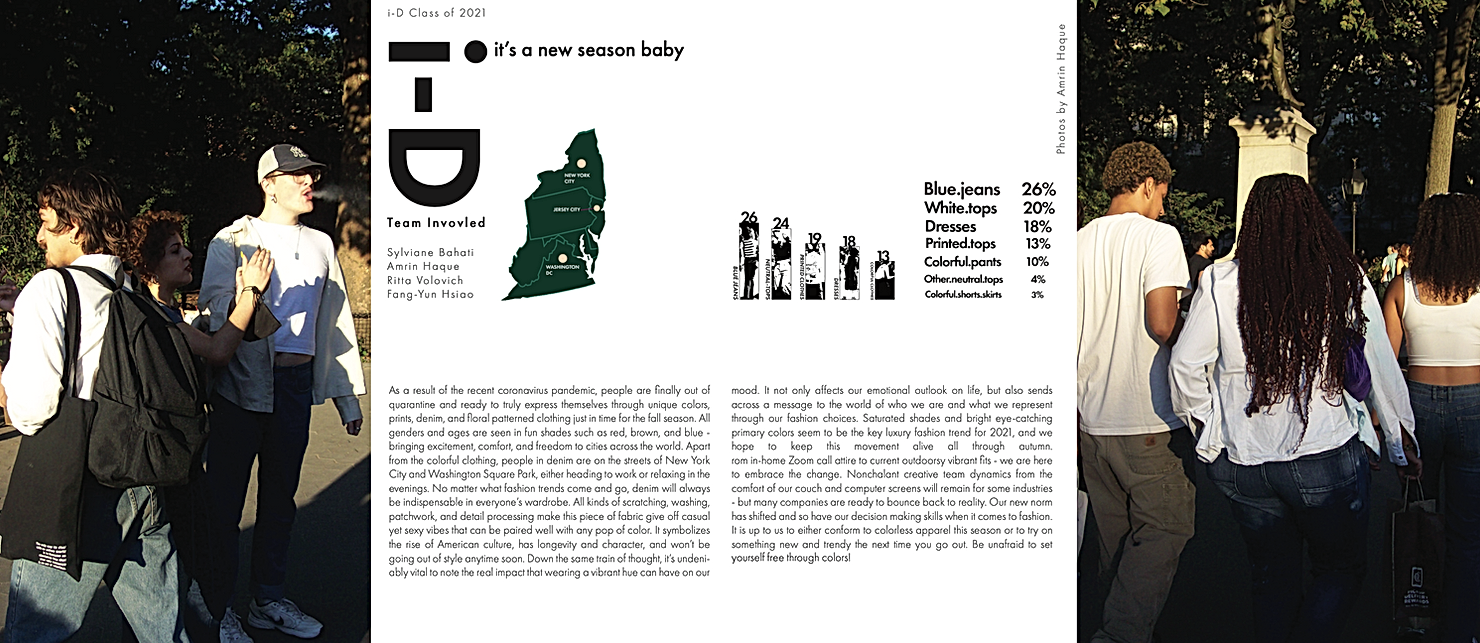 i-D Class of 2021
i-D
it's a new season baby
Photos by Amrin Haque
NEW YORK
CITY
JERSEY CITY
WASHINGTON
DC
Team Invovled
Sylviane Bahati
Amrin Haque
Ritta Volovich
Fang-Yun Hsiao
26
24
19
18
13
BLUE JEANS
NEUTRAL-TOPS
PRINTED CLOTHES
DRESSES
Blue.jeans 26%
White.tops 20%
Dresses 18%
Printed.tops 13%
Colorful.pants 10%
Other.neutral.tops 4%
Colorful.shorts.skirts 3%
As a result of the recent coronavirus pandemic, people are finally out of
quarantine and ready to truly express themselves through unique colors,
prints, denim, and floral patterned clothing just in time for the fall season. All
genders and ages are seen in fun shades such as red, brown, and blue -
bringing excitement, comfort, and freedom to cities across the world. Apart
from the colorful clothing, people in denim are on the streets of New York
City and Washington Square Park, either heading to work or relaxing in the
evenings. No matter what fashion trends come and go, denim will always
be indispensable in everyone's wardrobe. All kinds of scratching, washing,
patchwork, and detail processing make this piece of fabric give off casual
yet sexy vibes that can be paired well with any pop of color. It symbolizes
the rise of American culture, has longevity and character, and won't be
going out of style anytime soon. Down the same train of thought, it's undeni-
ably vital to note the real impact that wearing a vibrant hue can have on our
mood. It not only affects our emotional outlook on life, but also sends
across a message to the world of who we are and what we represent
through our fashion choices. Saturated shades and bright eye-catching
primary colors seem to be the key luxury fashion trend for 2021, and we
hope to keep this movement alive all through autumn.
rom in-home Zoom call attire to current outdoorsy vibrant fits - we are here
to embrace the change. Nonchalant creative team dynamics from the
comfort of our couch and computer screens will remain for some industries
- but many companies are ready to bounce back to reality. Our new norm
has shifted and so have our decision making skills when it comes to fashion.
It is up to us to either conform to colorless apparel this season or to try on
something new and trendy the next time you go out. Be unafraid to set
yourself free through colors!